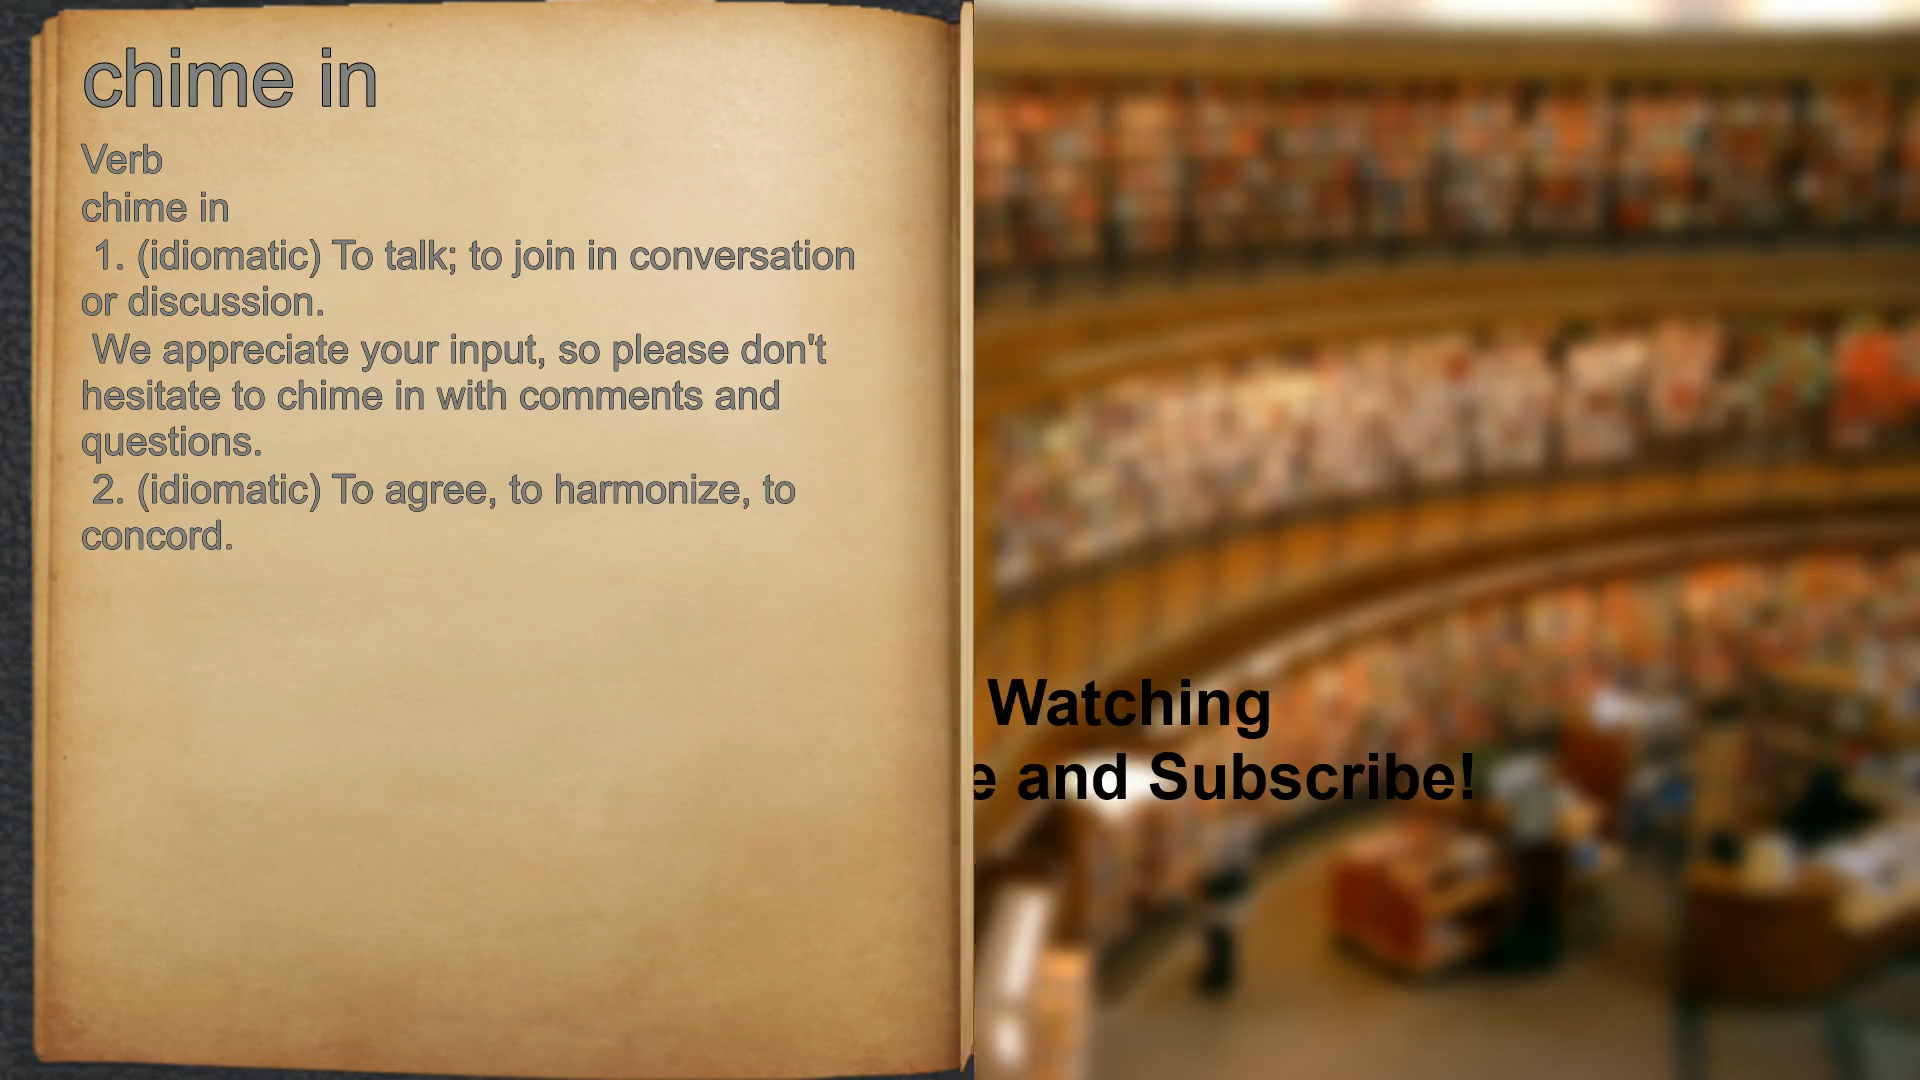 chime in
Verb
chime in
1. (idiomatic) To talk; to join in conversation
or discussion.
We appreciate your input, so please don't
hesitate to chime in with comments and
questions.
2. (idiomatic) To agree, to harmonize, to
concord.
Watching
e and Subscribe!